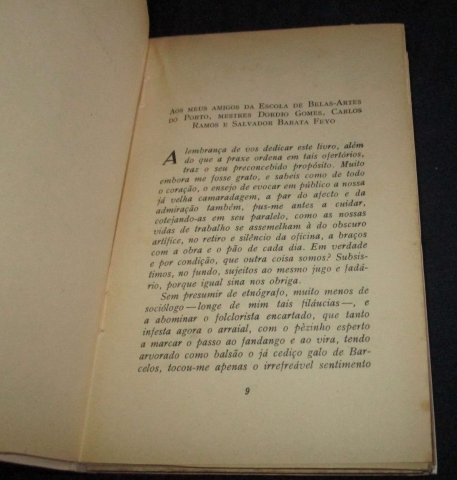 AOS MEUS AMIGOS DA ESCOLA DE BELAS-ARTES
DO PORTO, MESTRES DORDIO GOMES, CARLOS
RAMOS E SALVADOR BARATA FEYO
A lembrança de vos dedicar este livro, além
do que a praxe ordena em tais ofertórios,
traz o seu preconcebido propósito. Muito
embora me fosse grato, e sabeis como de todo
o coração, o ensejo de evocar em público a nossa
já velha camaradagem, a par do afecto e da
admiração também, pus-me antes a cuidar,
cotejando-as em seu paralelo, como as nossas
vidas de trabalho se assemelham à do obscuro
artífice, no retiro e silêncio da oficina, a braços
com a obra e o pão de cada dia. Em verdade
e por condição, que outra coisa somos? Subsis-
timos, no fundo, sujeitos ao mesmo jugo e fadá-
rio, porque igual sina nos obriga.
Sem presumir de etnógrafo, muito menos de
sociólogo—longe de mim tais filáucias—, e
a abominar o folclorista encartado, que tanto
infesta agora o arraial, com o pèzinho esperto
a marcar o passo ao fandango e ao vira, tendo
arvorado como balsão o já cediço galo de Bar-
celos, tocou-me apenas o irrefreável sentimento
9